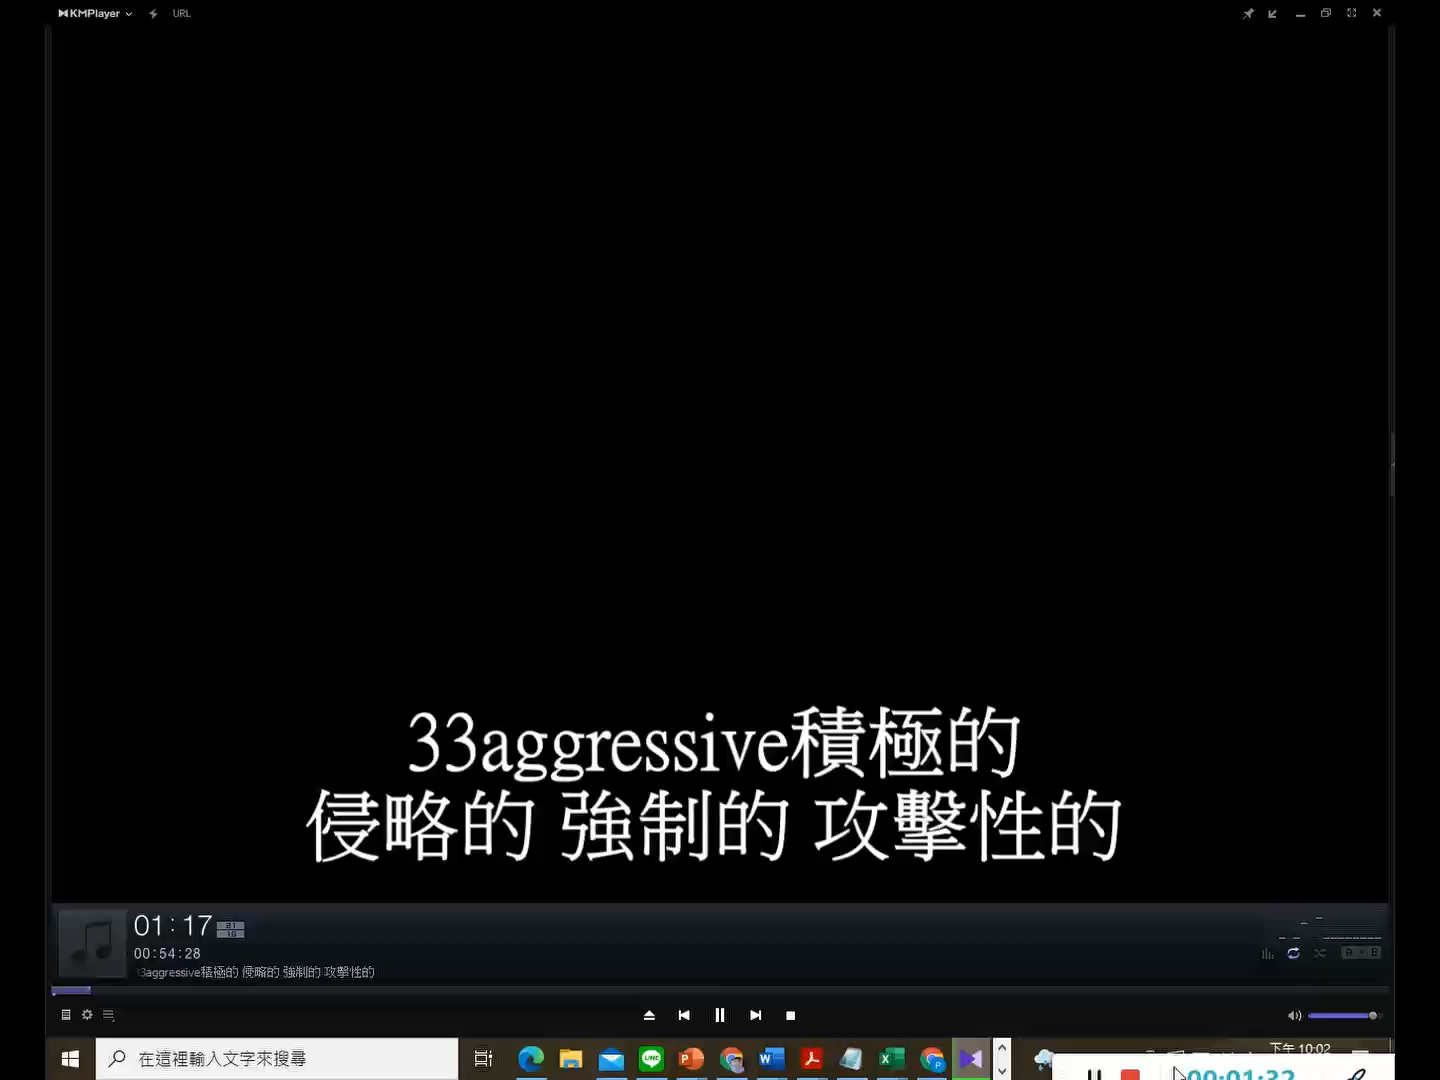 KMPlayer
URL
33aggressive積極的
侵略的 強制的 攻擊性的
01:17
00:54:28
33aggressive積極的 侵略的 強制的 攻擊性的
在這裡輸入文字來搜尋
下午 10:02
00:01:32